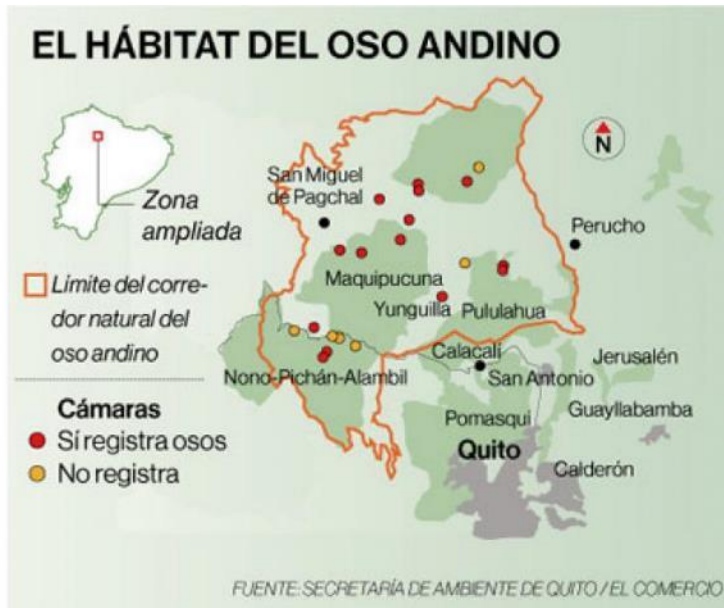 EL HÁBITAT DEL OSO ANDINO
Zona
ampliada
Límite del corre-
dor natural del
oso andino
Cámaras
Sí registra osos
No registra
N
San Miguel
de Pagchal
Perucho
Maquipucuna
Yunguilla
Pululahua
Calacalí
Jerusalén
San Antonio
Nono-Pichán-Alambil
Guayllabamba
Pomasqui
Quito
Calderón
FUENTE: SECRETARÍA DE AMBIENTE DE QUITO / EL COMERCIO